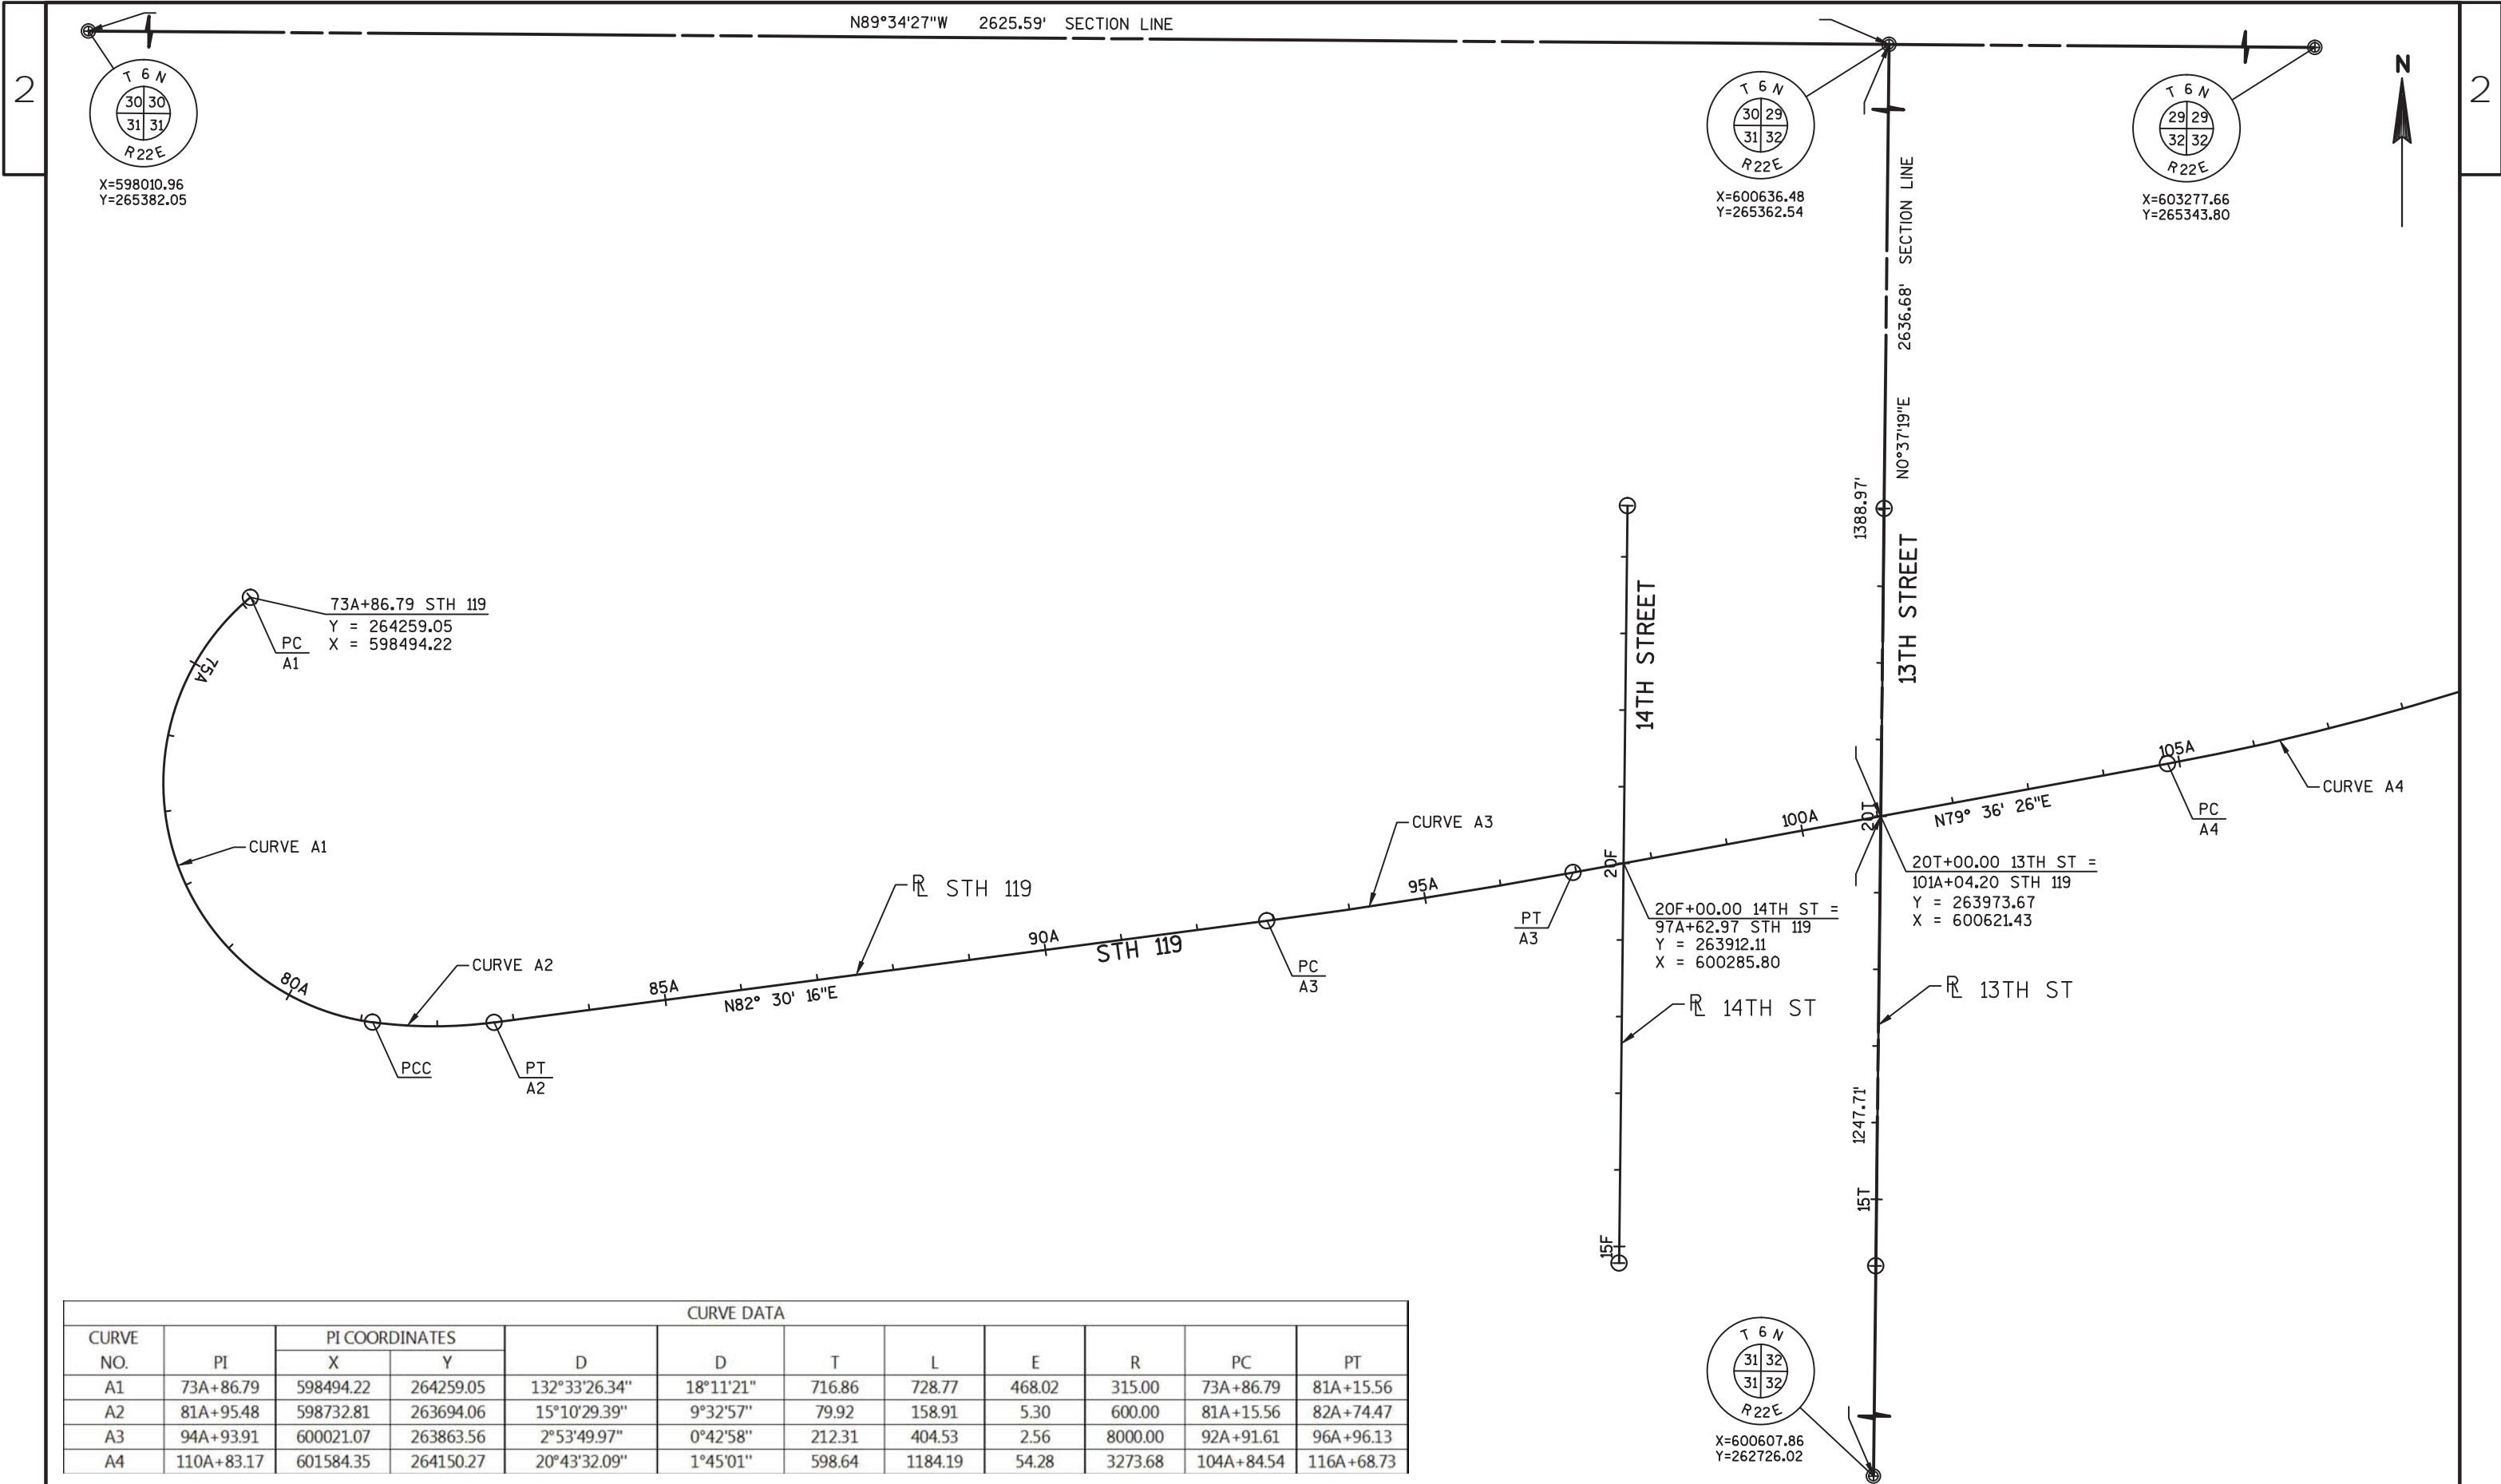 N89°34'27"W 2625.59' SECTION LINE
2
2
N
T 6 N
30 30
31 31
R22E
X=598010.96
Y=265382.05
T 6 N
30 29
31 32
R22E
X=600636.48
Y=265362.54
T 6 N
29 29
32 32
R22E
X=603277.66
Y=265343.80
N0°37'19"E 2636.68' SECTION LINE
1388.97'
13TH STREET
14TH STREET
73A+86.79 STH 119
Y = 264259.05
X = 598494.22
PC
A1
75A
CURVE A1
80A
PCC
CURVE A2
PT
A2
85A
N82° 30' 16"E
℞ STH 119
90A
STH 119
PC
A3
CURVE A3
95A
PT
A3
20F
20F+00.00 14TH ST =
97A+62.97 STH 119
Y = 263912.11
X = 600285.80
℞ 14TH ST
15F
100A
20T
N79° 36' 26"E
20T+00.00 13TH ST =
101A+04.20 STH 119
Y = 263973.67
X = 600621.43
℞ 13TH ST
105A
PC
A4
CURVE A4
1247.71'
15T
T 6 N
31 32
31 32
R22E
X=600607.86
Y=262726.02
CURVE DATA
CURVE NO. PI PI COORDINATES X Y D D T L E R PC PT
A1 73A+86.79 598494.22 264259.05 132°33'26.34" 18°11'21" 716.86 728.77 468.02 315.00 73A+86.79 81A+15.56
A2 81A+95.48 598732.81 263694.06 15°10'29.39" 9°32'57" 79.92 158.91 5.30 600.00 81A+15.56 82A+74.47
A3 94A+93.91 600021.07 263863.56 2°53'49.97" 0°42'58" 212.31 404.53 2.56 8000.00 92A+91.61 96A+96.13
A4 110A+83.17 601584.35 264150.27 20°43'32.09" 1°45'01" 598.64 1184.19 54.28 3273.68 104A+84.54 116A+68.73